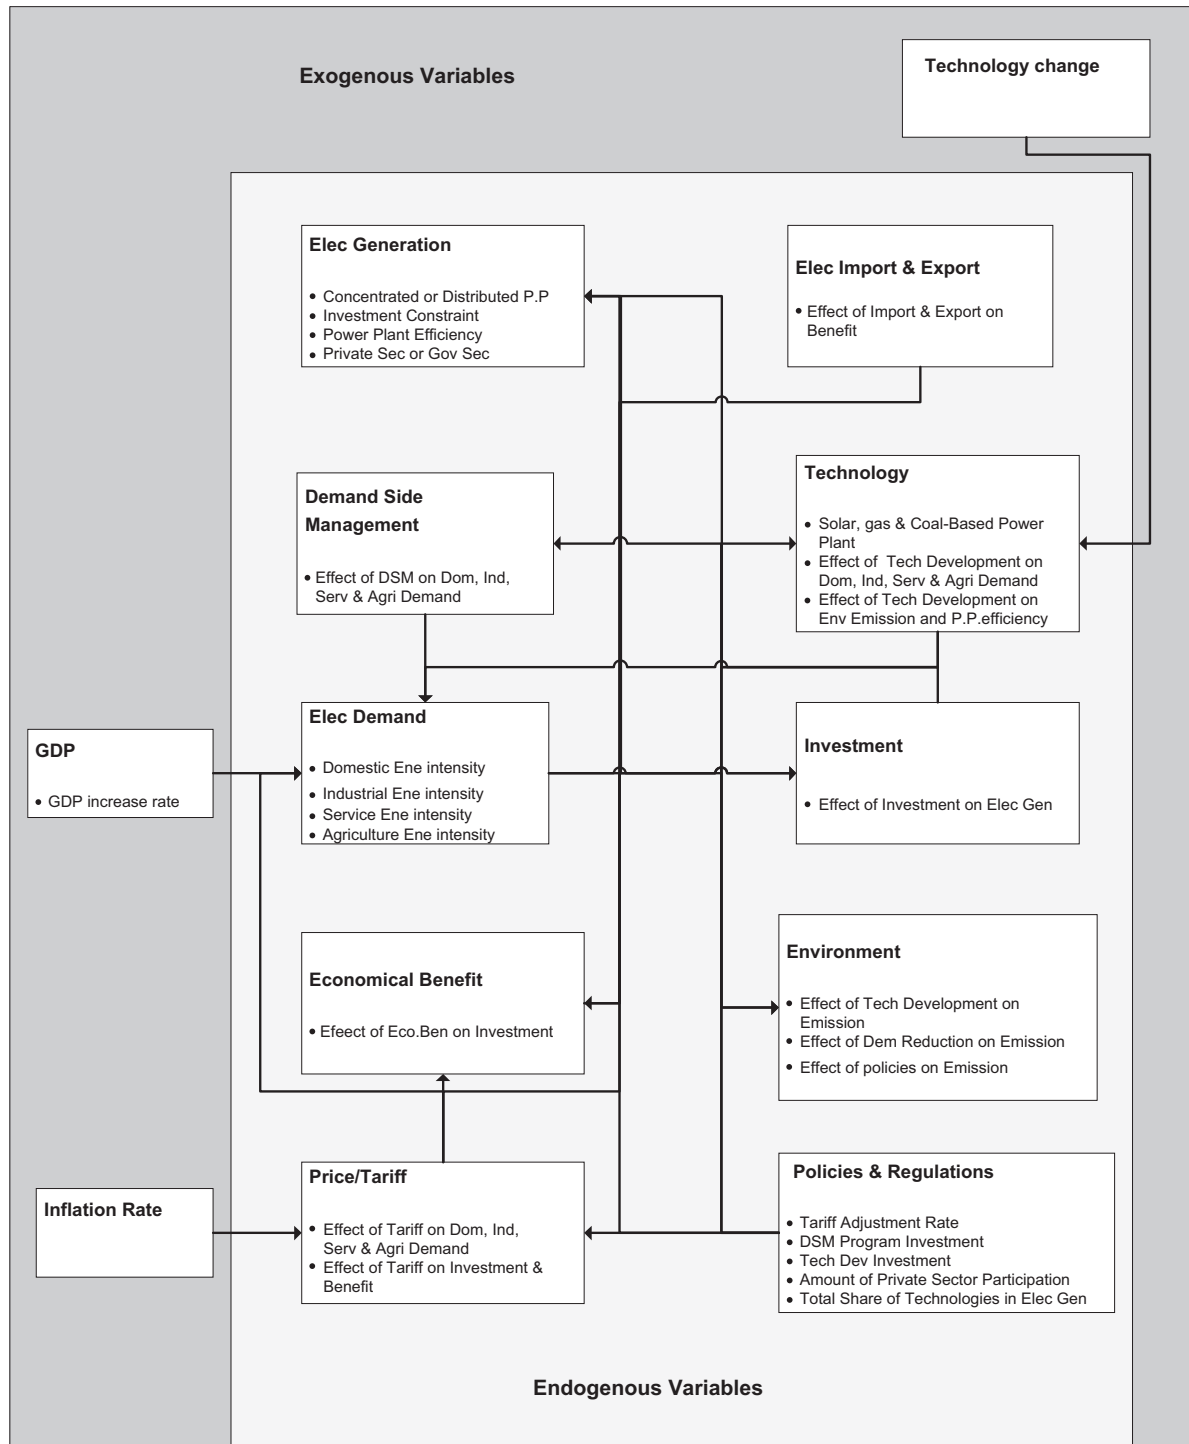 Exogenous Variables
Technology change
Elec Generation
• Concentrated or Distributed P.P
• Investment Constraint
• Power Plant Efficiency
• Private Sec or Gov Sec
Elec Import & Export
• Effect of Import & Export on
Benefit
Demand Side
Management
• Effect of DSM on Dom, Ind,
Serv & Agri Demand
Technology
• Solar, gas & Coal-Based Power
Plant
• Effect of Tech Development on
Dom, Ind, Serv & Agri Demand
• Effect of Tech Development on
Env Emission and P.P.efficiency
GDP
• GDP increase rate
Elec Demand
• Domestic Ene intensity
• Industrial Ene intensity
• Service Ene intensity
• Agriculture Ene intensity
Investment
• Effect of Investment on Elec Gen
Economical Benefit
• Efeect of Eco.Ben on Investment
Environment
• Effect of Tech Development on
Emission
• Effect of Dem Reduction on Emission
• Effect of policies on Emission
Inflation Rate
Price/Tariff
• Effect of Tariff on Dom, Ind,
Serv & Agri Demand
• Effect of Tariff on Investment &
Benefit
Policies & Regulations
• Tariff Adjustment Rate
• DSM Program Investment
• Tech Dev Investment
• Amount of Private Sector Participation
• Total Share of Technologies in Elec Gen
Endogenous Variables